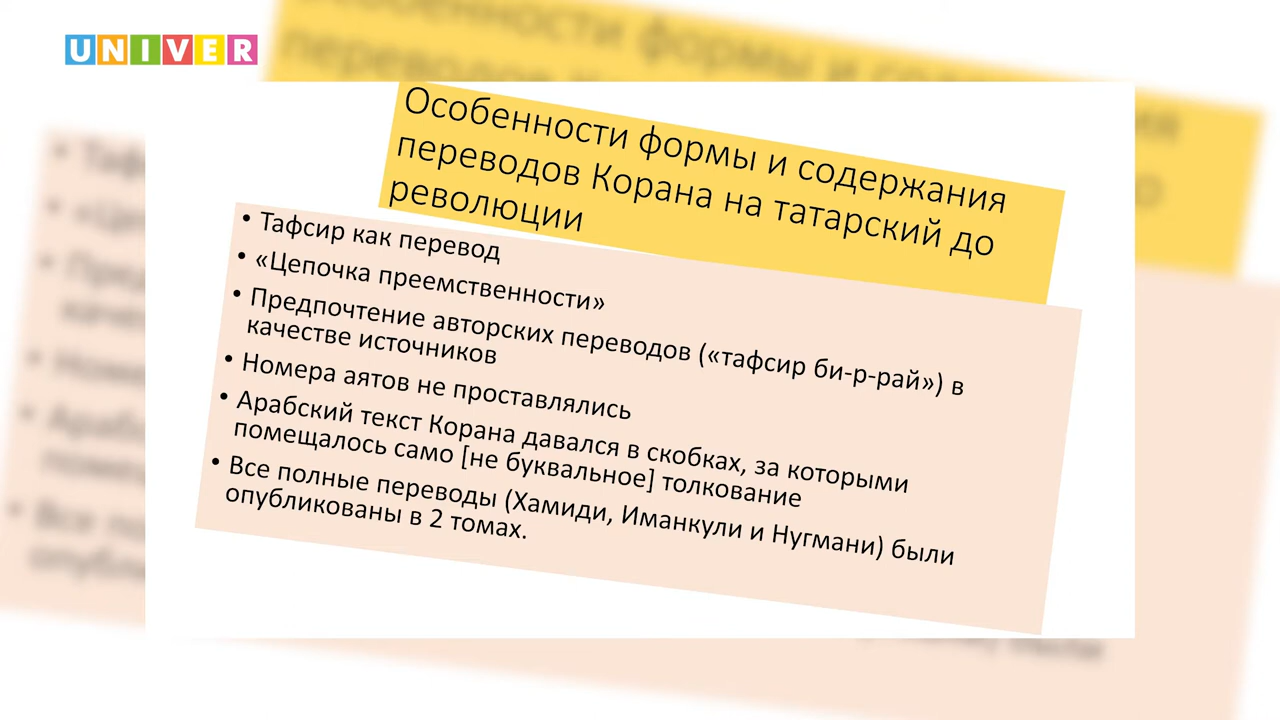 UNIVER
Особенности формы и содержания
переводов Корана на татарский до
революции
• Тафсир как перевод
• «Цепочка преемственности»
• Предпочтение авторских переводов («тафсир би-р-рай») в
качестве источников
• Номера аятов не проставлялись
• Арабский текст Корана давался в скобках, за которыми
помещалось само [не буквальное] толкование
• Все полные переводы (Хамиди, Иманкули и Нугмани) были
опубликованы в 2 томах.